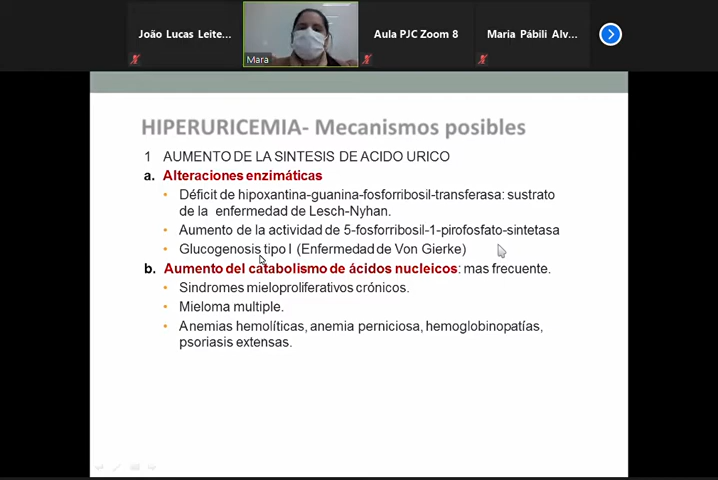 João Lucas Leite...
Mara
Aula PJC Zoom 8
Maria Pábili Alv...
HIPERURICEMIA- Mecanismos posibles
1 AUMENTO DE LA SINTESIS DE ACIDO URICO
a. Alteraciones enzimáticas
• Déficit de hipoxantina-guanina-fosforribosil-transferasa: sustrato
de la enfermedad de Lesch-Nyhan.
• Aumento de la actividad de 5-fosforribosil-1-pirofosfato-sintetasa
• Glucogenosis tipo I (Enfermedad de Von Gierke)
b. Aumento del catabolismo de ácidos nucleicos: mas frecuente.
• Sindromes mieloproliferativos crónicos.
• Mieloma multiple.
• Anemias hemolíticas, anemia perniciosa, hemoglobinopatías,
psoriasis extensas.